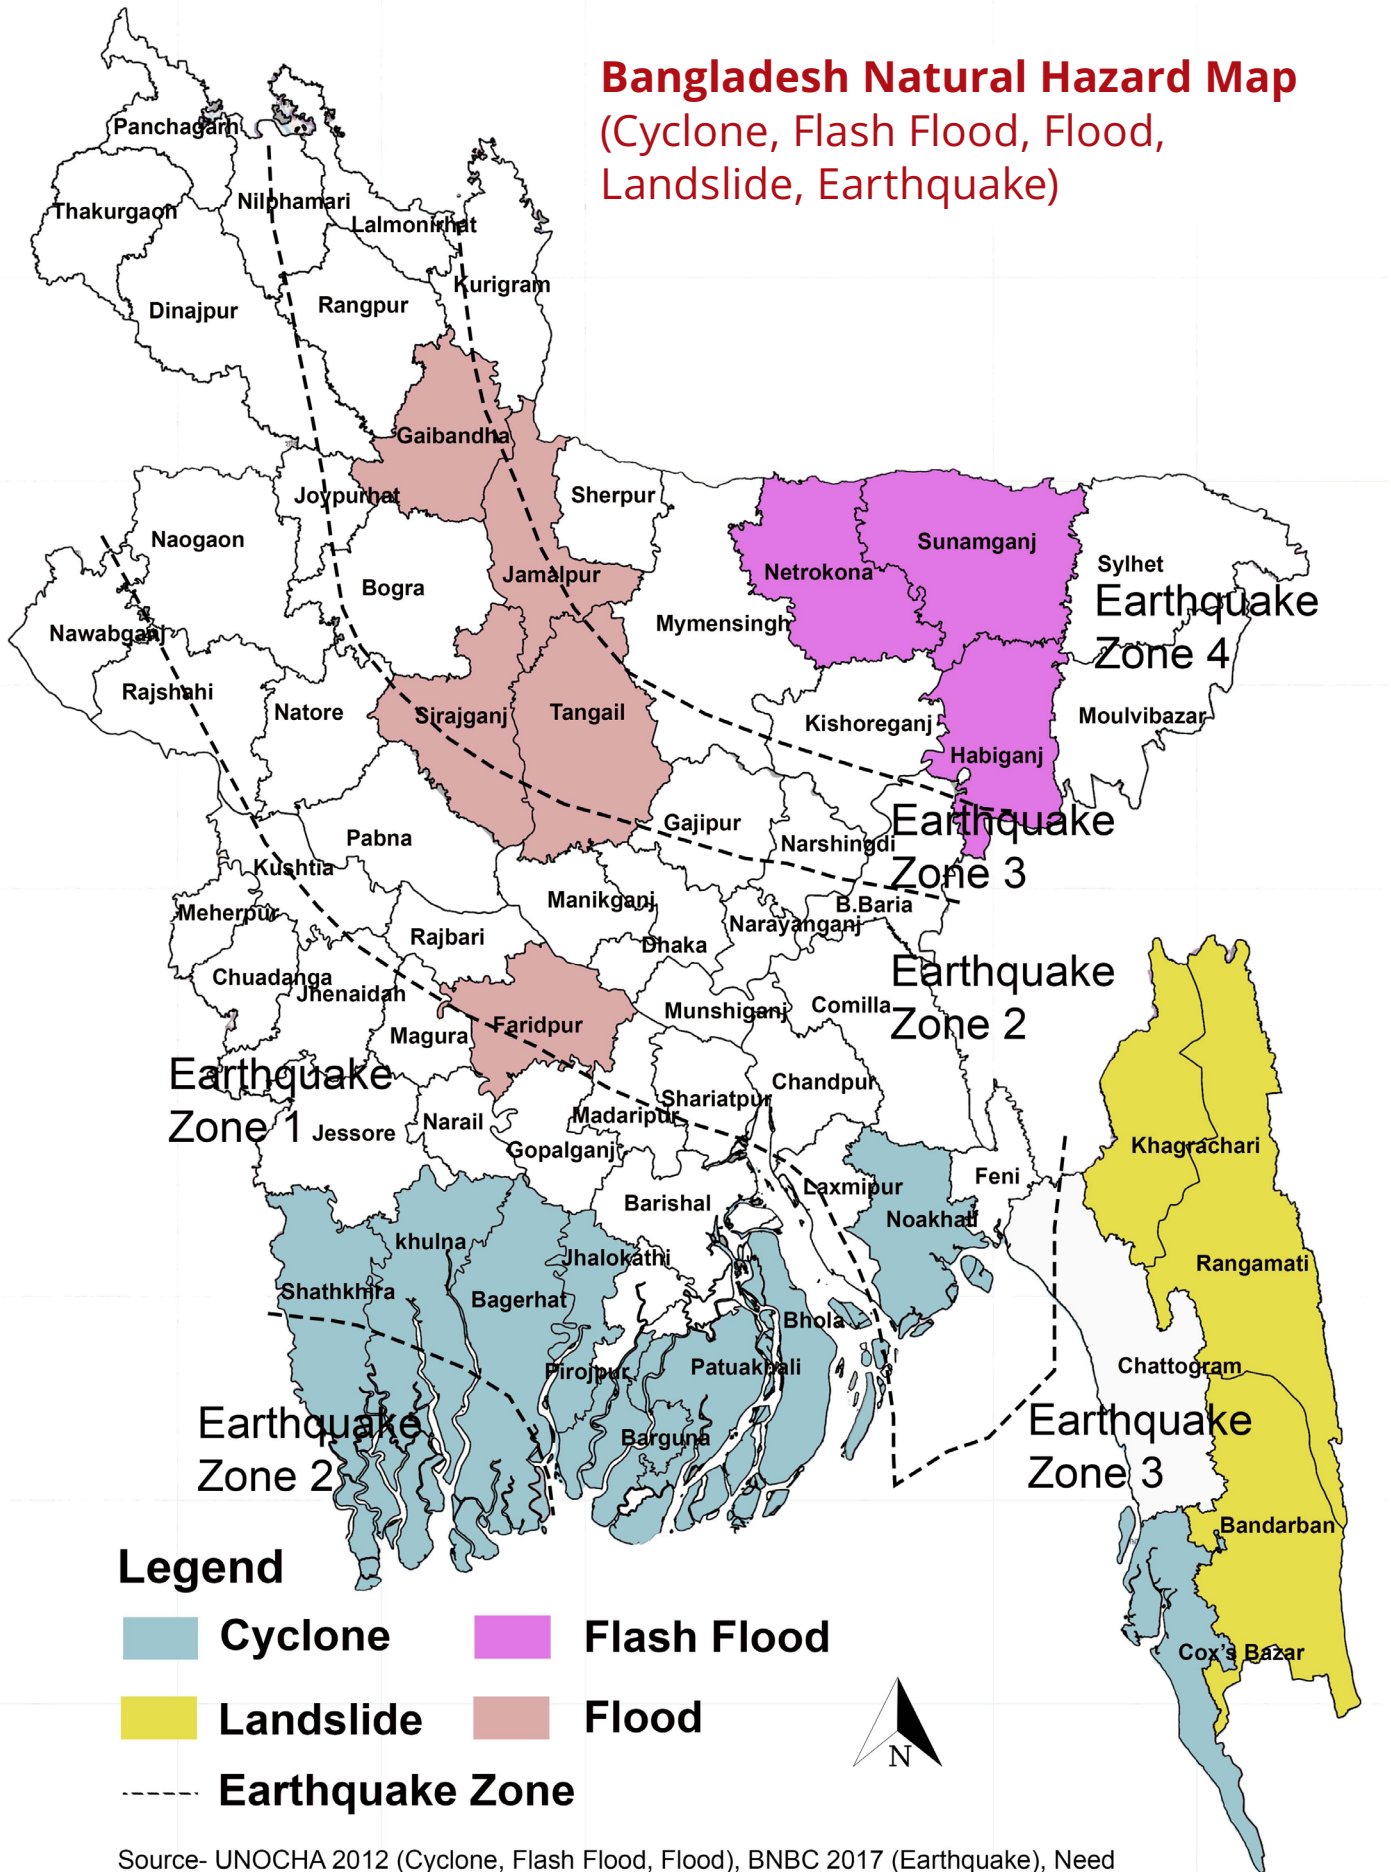 Bangladesh Natural Hazard Map
(Cyclone, Flash Flood, Flood,
Landslide, Earthquake)
Panchagarh
Thakurgaon
Nilphamari
Lalmonirhat
Dinajpur
Rangpur
Kurigram
Gaibandha
Joypurhat
Sherpur
Naogaon
Bogra
Jamalpur
Netrokona
Sunamganj
Sylhet
Earthquake
Zone 4
Nawabganj
Mymensingh
Rajshahi
Natore
Sirajganj
Tangail
Kishoreganj
Habiganj
Moulvibazar
Pabna
Gajipur
Narshingdi
Earthquake
Zone 3
Kushtia
Meherpur
Manikganj
B.Baria
Narayanganj
Rajbari
Dhaka
Chuadanga
Jhenaidah
Munshiganj
Comilla
Earthquake
Zone 2
Magura
Faridpur
Earthquake
Zone 1
Jessore
Narail
Madaripur
Shariatpur
Chandpur
Gopalganj
Khagrachari
Feni
Laxmipur
Barishal
Noakhali
khulna
Jhalokathi
Rangamati
Shathkhira
Bagerhat
Bhola
Pirojpur
Patuakhali
Chattogram
Barguna
Earthquake
Zone 2
Earthquake
Zone 3
Bandarban
Cox's Bazar
Legend
Cyclone
Flash Flood
Landslide
Flood
Earthquake Zone
N
Source- UNOCHA 2012 (Cyclone, Flash Flood, Flood), BNBC 2017 (Earthquake), Need